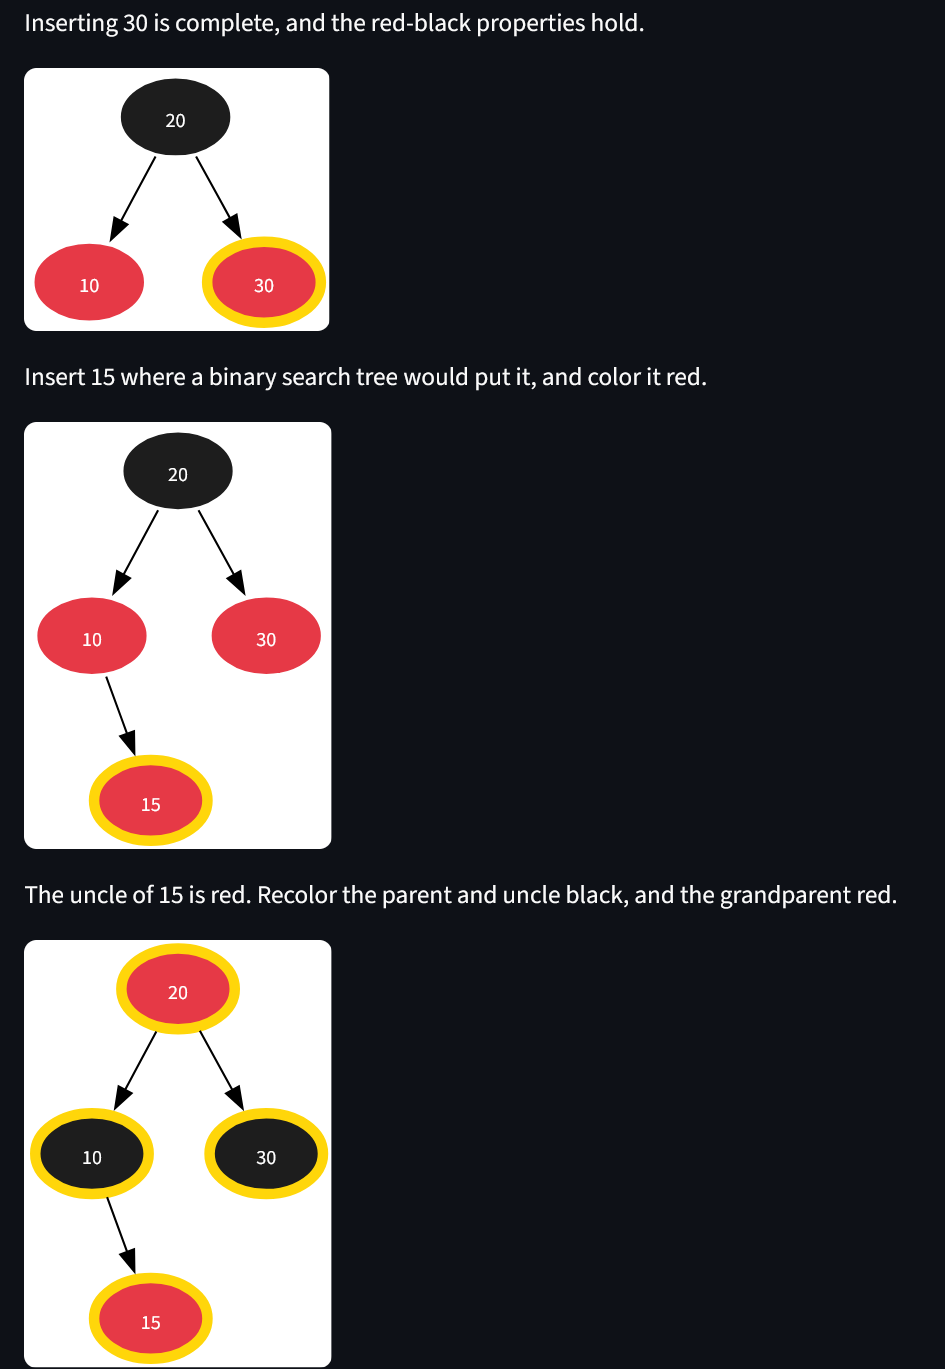 Inserting 30 is complete, and the red-black properties hold.
20
10 30
Insert 15 where a binary search tree would put it, and color it red.
20
10 30
15
The uncle of 15 is red. Recolor the parent and uncle black, and the grandparent red.
20
10 30
15